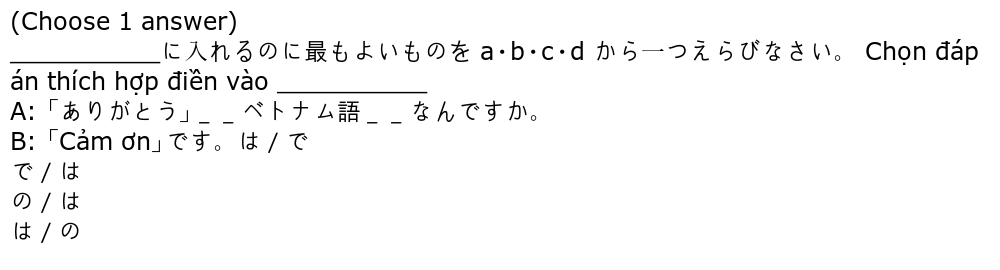 (Choose 1 answer)
____________に入れるのに最もよいものを a・b・c・d から一つえらびなさい。 Chọn đáp
án thích hợp điền vào ____________
A: 「ありがとう」_ _ ベトナム語 _ _ なんですか。
B: 「Cảm ơn」です。 は / で
で / は
の / は
は / の